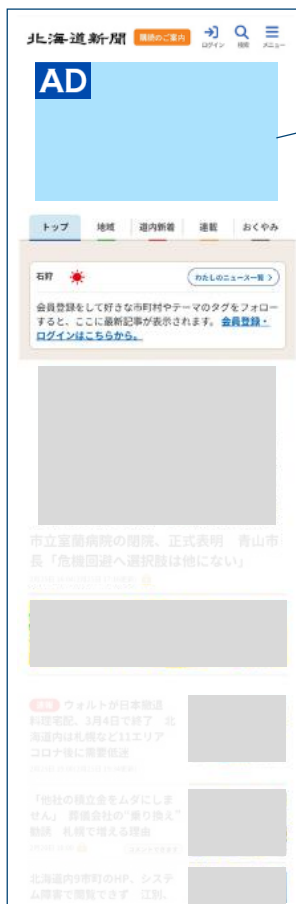 北海道新聞 購読のご案内 ログイン 検索 メニュー
AD
トップ 地域 道内新着 連載 おくやみ
石狩 わたしのニュース一覧
会員登録をして好きな市町村やテーマのタグをフォロー
すると、ここに最新記事が表示されます。会員登録・
ログインはこちらから。
市立室蘭病院の閉院、正式表明 青山市
長「危機回避へ選択肢は他にない」
ウォルトが日本撤退
料理宅配、3月4日で終了 北
海道内は札幌など11エリア
コロナ後に需要低迷
「他社の積立金をムダにしま
せん」 葬儀会社の“乗り換え”
勧誘 札幌で増える理由
北海道内9市町のHP、システ
ム障害で閲覧できず 江別、